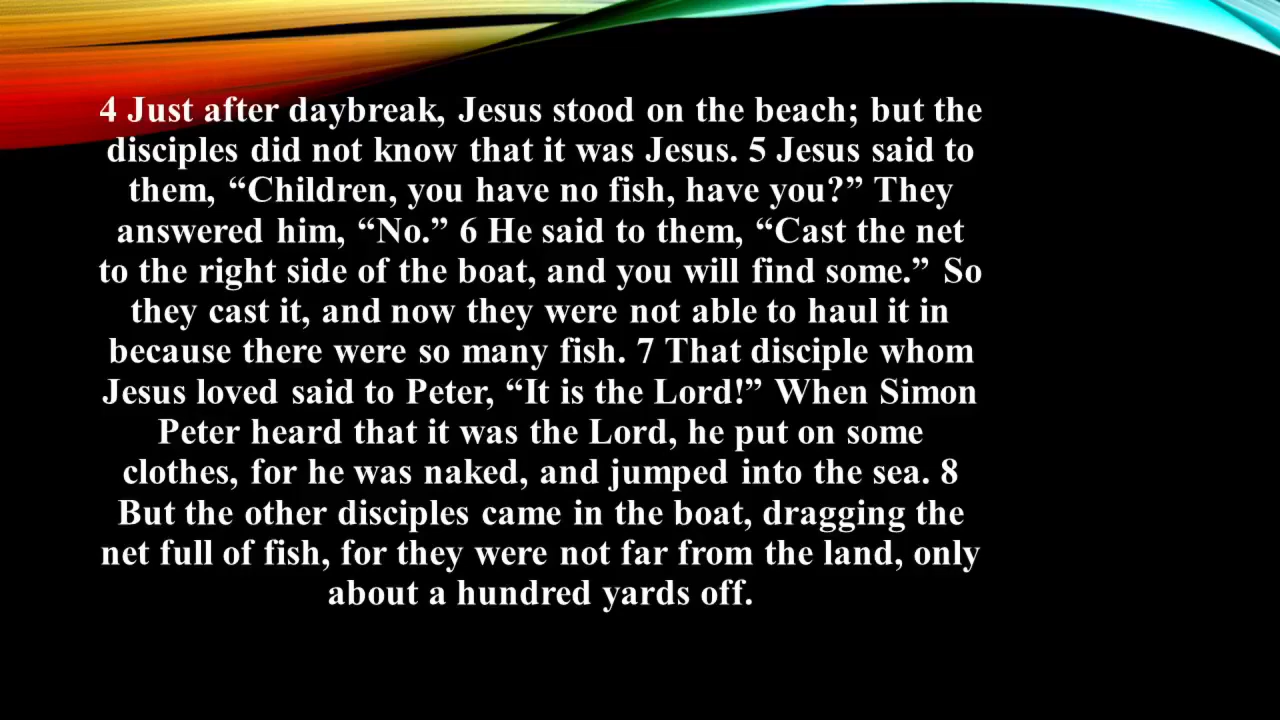 4 Just after daybreak, Jesus stood on the beach; but the
disciples did not know that it was Jesus. 5 Jesus said to
them, “Children, you have no fish, have you?” They
answered him, “No.” 6 He said to them, “Cast the net
to the right side of the boat, and you will find some.” So
they cast it, and now they were not able to haul it in
because there were so many fish. 7 That disciple whom
Jesus loved said to Peter, “It is the Lord!” When Simon
Peter heard that it was the Lord, he put on some
clothes, for he was naked, and jumped into the sea. 8
But the other disciples came in the boat, dragging the
net full of fish, for they were not far from the land, only
about a hundred yards off.